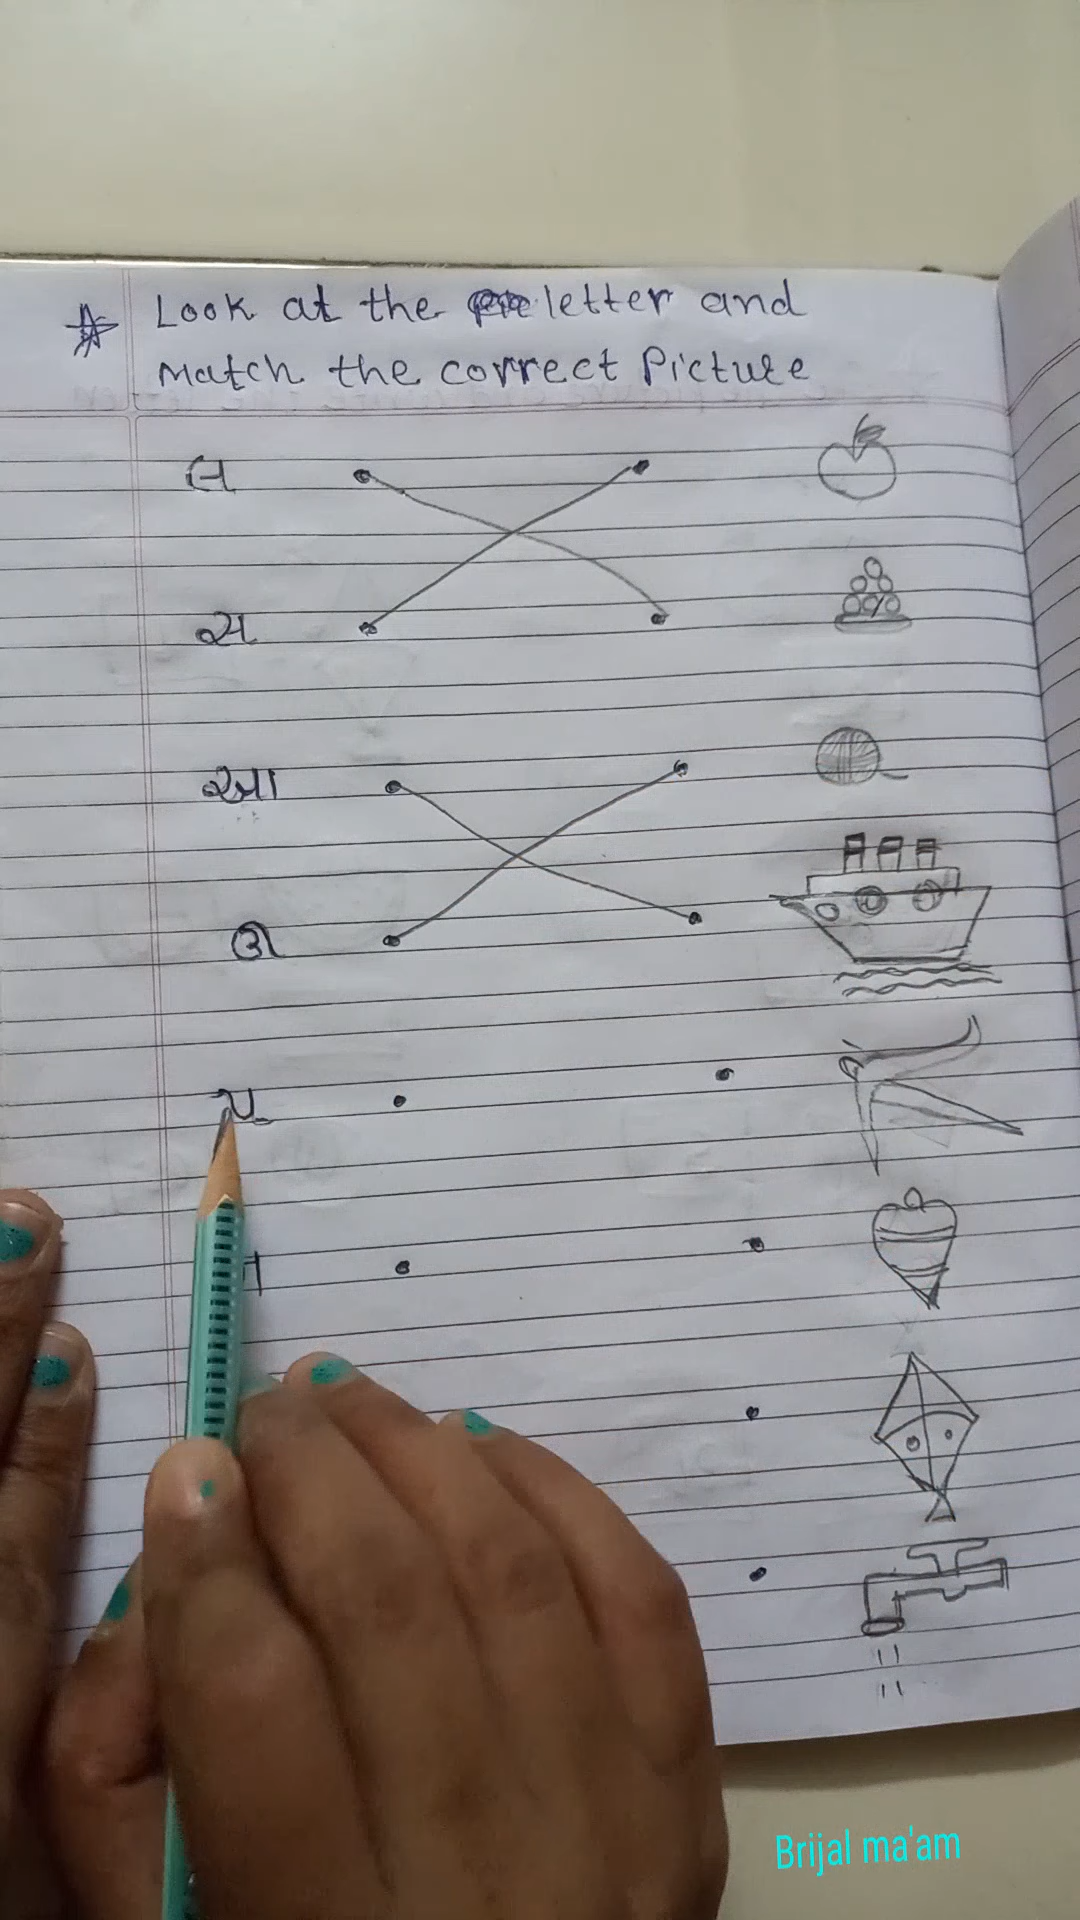 Look at the letter and
Match the correct Picture
લ
સ
આ
ઊ
Brijal ma'am